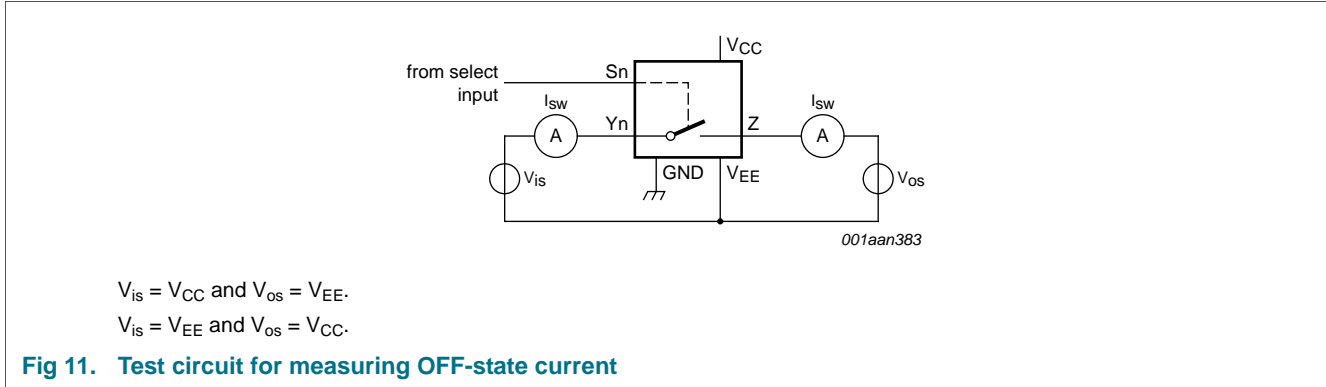 VCC
from select
input
Sn
Isw
Yn
Z
Isw
A
A
Vis
GND
VEE
Vos
001aan383
Vis = VCC and Vos = VEE.
Vis = VEE and Vos = VCC.
Fig 11. Test circuit for measuring OFF-state current